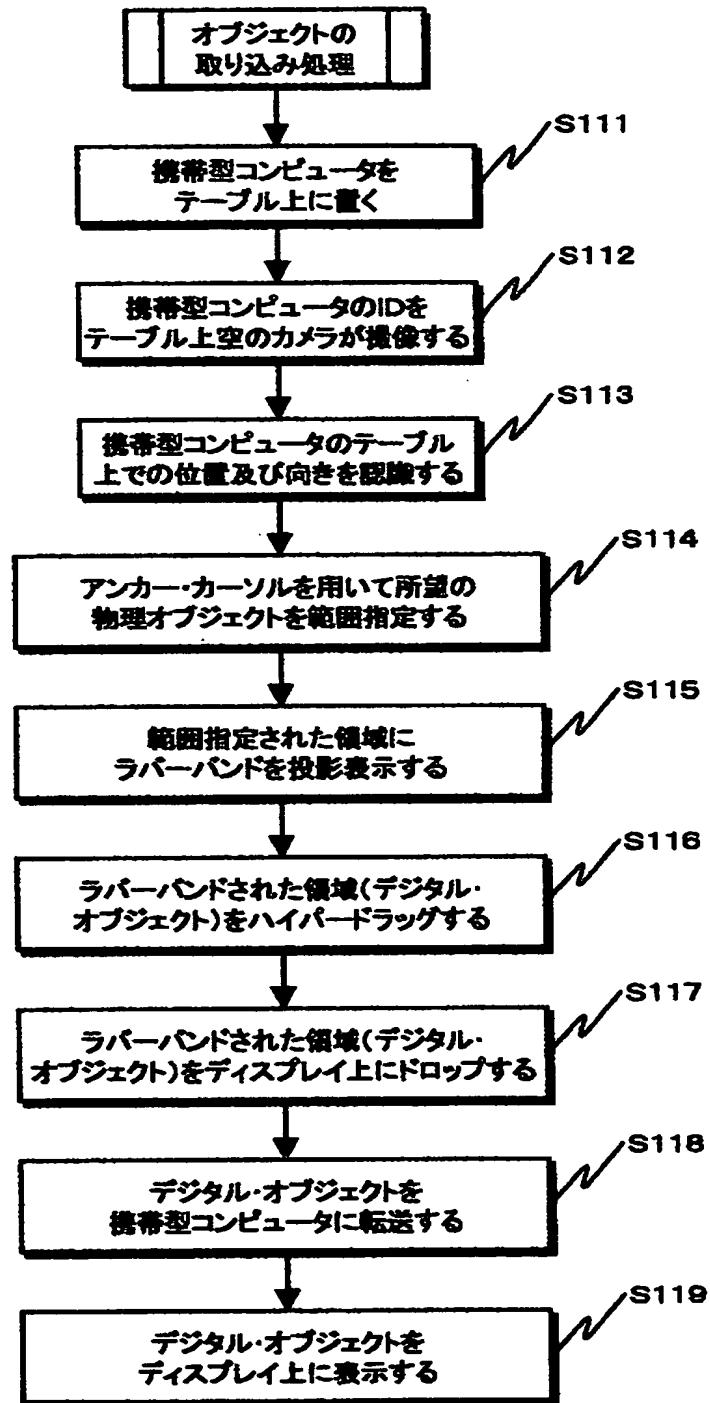 オブジェクトの
取り込み処理
S111
携帯型コンピュータを
テーブル上に置く
S112
携帯型コンピュータのIDを
テーブル上空のカメラが撮像する
S113
携帯型コンピュータのテーブル
上での位置及び向きを認識する
S114
アンカー・カーソルを用いて所望の
物理オブジェクトを範囲指定する
S115
範囲指定された領域に
ラバーバンドを投影表示する
S116
ラバーバンドされた領域(デジタル・
オブジェクト)をハイパードラッグする
S117
ラバーバンドされた領域(デジタル・
オブジェクト)をディスプレイ上にドロップする
S118
デジタル・オブジェクトを
携帯型コンピュータに転送する
S119
デジタル・オブジェクトを
ディスプレイ上に表示する